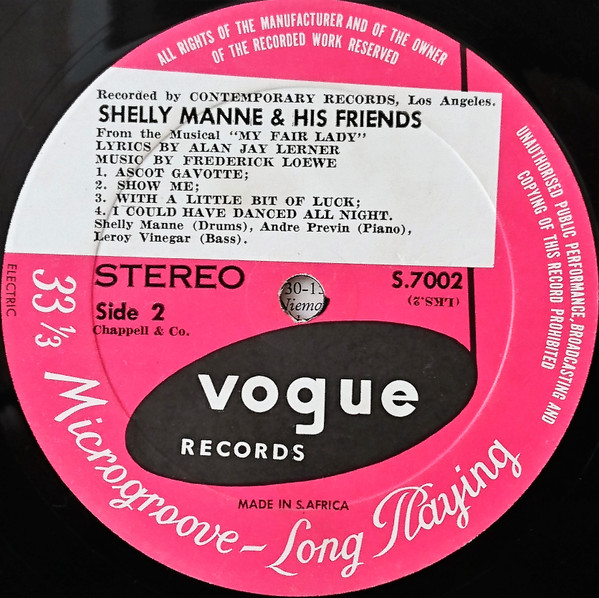 ALL RIGHTS OF THE MANUFACTURER AND OF THE OWNER
OF THE RECORDED WORK RESERVED
UNAUTHORISED PUBLIC PERFORMANCE, BROADCASTING AND
COPYING OF THIS RECORD PROHIBITED
Recorded by CONTEMPORARY RECORDS, Los Angeles.
SHELLY MANNE & HIS FRIENDS
From the Musical "MY FAIR LADY"
LYRICS BY ALAN JAY LERNER
MUSIC BY FREDERICK LOEWE
1. ASCOT GAVOTTE;
2. SHOW ME;
3. WITH A LITTLE BIT OF LUCK;
4. I COULD HAVE DANCED ALL NIGHT.
Shelly Manne (Drums), Andre Previn (Piano),
Leroy Vinegar (Bass).
STEREO
S.7002
Side 2
(LKS.2)
Chappell & Co.
ELECTRIC
33 1/3
vogue
RECORDS
MADE IN S.AFRICA
Microgroove - Long Playing